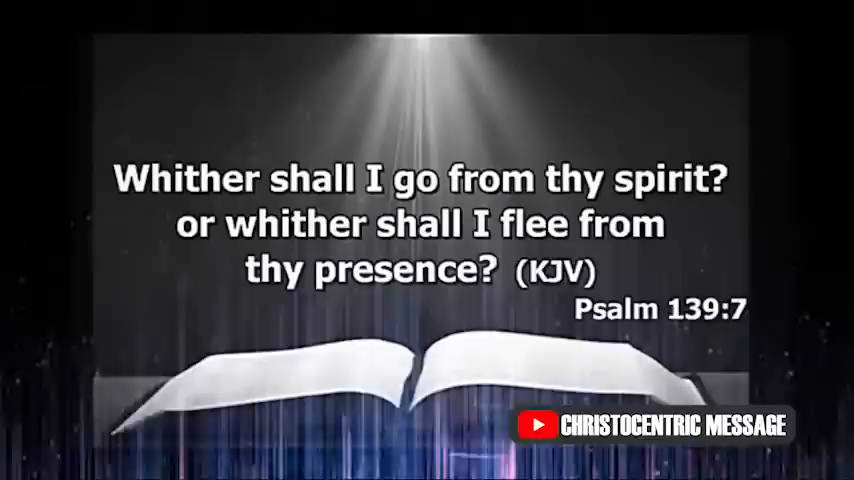 Whither shall I go from thy spirit?
or whither shall I flee from
thy presence? (KJV)
Psalm 139:7
CHRISTOCENTRIC MESSAGE